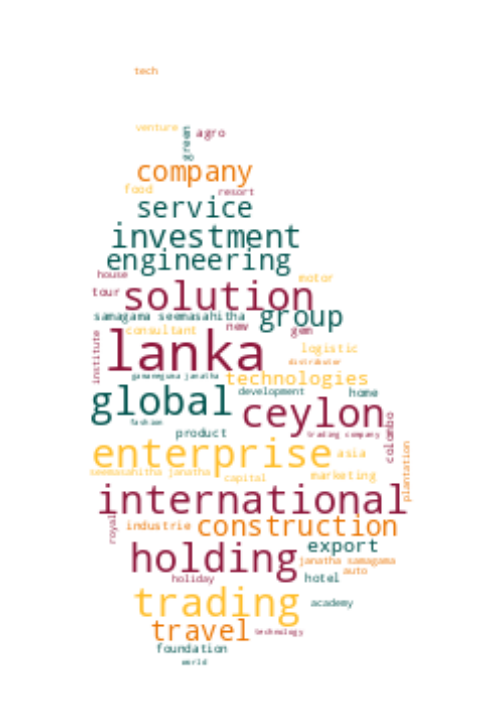 tech
venture
green
agro
company
food
resort
service
investment
engineering
house
motor
tour
solution
samagama seemasahitha
group
new
consultant
gem
institute
lanka
logistic
distributor
gananeguma janatha
technologies
development
home
global
fashion
ceylon
product
trading company
colombo
enterprise
asia
seemasahitha janatha
capital
marketing
plantation
international
royal
industrie
construction
export
holding
janatha samagama
auto
holiday
hotel
trading
academy
travel
technology
foundation
world